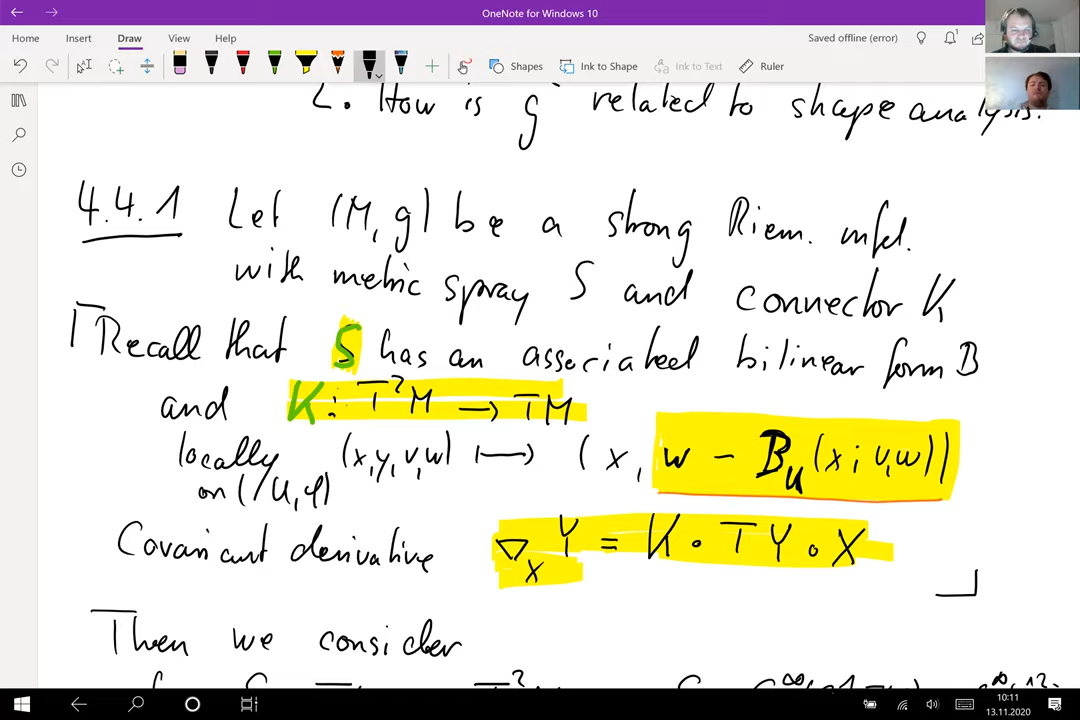 OneNote for Windows 10
Home Insert Draw View Help
Saved offline (error)
Shapes Ink to Shape Ink to Text Ruler
2. How is g related to shape analysis.
4.4.1 Let (M, g) be a strong Riem. mfd.
with metric spray S and connector K
Recall that S has an associated bilinear form B
and K: T²M → TM
locally (x,y,v,w) ↦ (x, w − B_U(x; v,w))
on (U,φ)
Covariant derivative ∇_X Y = K ∘ TY ∘ X
Then we consider
10:11
13.11.2020